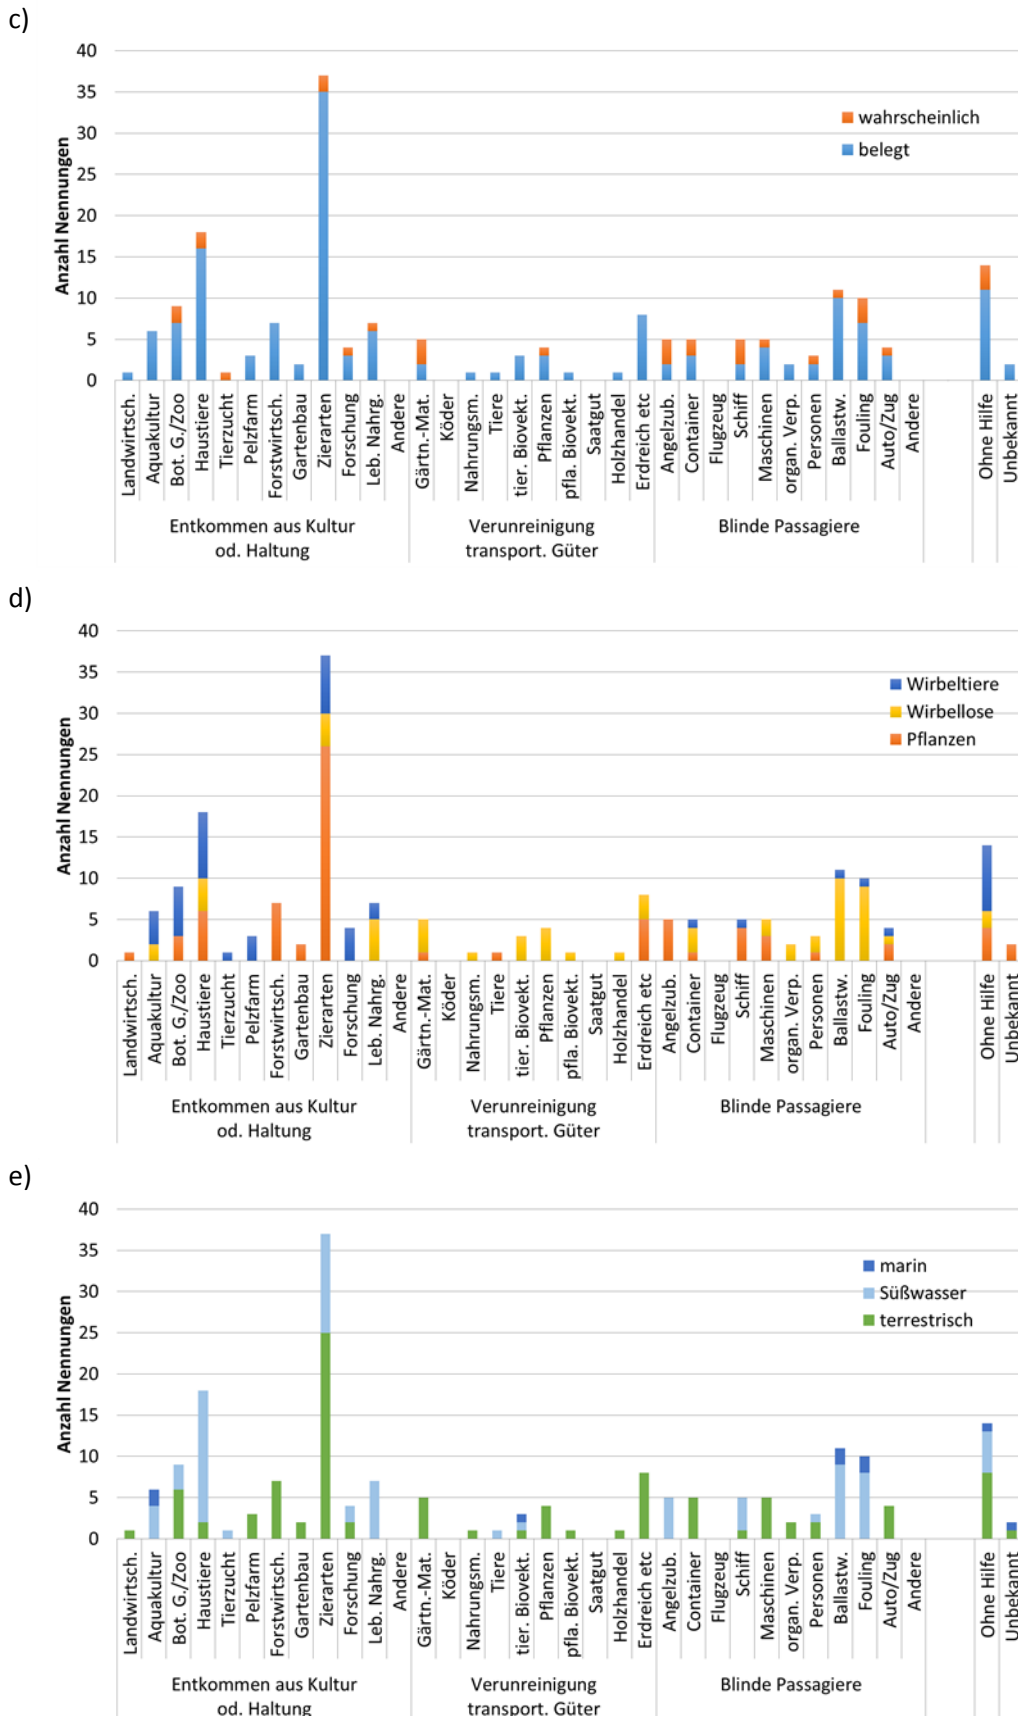 c)
40
35
30
25
20
15
10
5
0
Anzahl Nennungen
wahrscheinlich
belegt
Landwirtsch.
Aquakultur
Bot. G./Zoo
Haustiere
Tierzucht
Pelzfarm
Forstwirtsch.
Gartenbau
Zierarten
Forschung
Leb. Nahrg.
Andere
Gärtn.-Mat.
Köder
Nahrungsm.
Tiere
tier. Biovekt.
Pflanzen
pfla. Biovekt.
Saatgut
Holzhandel
Erdreich etc
Angelzub.
Container
Flugzeug
Schiff
Maschinen
organ. Verp.
Personen
Ballastw.
Fouling
Auto/Zug
Andere
Ohne Hilfe
Unbekannt
Entkommen aus Kultur
od. Haltung
Verunreinigung
transport. Güter
Blinde Passagiere
d)
40
35
30
25
20
15
10
5
0
Anzahl Nennungen
Wirbeltiere
Wirbellose
Pflanzen
Landwirtsch.
Aquakultur
Bot. G./Zoo
Haustiere
Tierzucht
Pelzfarm
Forstwirtsch.
Gartenbau
Zierarten
Forschung
Leb. Nahrg.
Andere
Gärtn.-Mat.
Köder
Nahrungsm.
Tiere
tier. Biovekt.
Pflanzen
pfla. Biovekt.
Saatgut
Holzhandel
Erdreich etc
Angelzub.
Container
Flugzeug
Schiff
Maschinen
organ. Verp.
Personen
Ballastw.
Fouling
Auto/Zug
Andere
Ohne Hilfe
Unbekannt
Entkommen aus Kultur
od. Haltung
Verunreinigung
transport. Güter
Blinde Passagiere
e)
40
35
30
25
20
15
10
5
0
Anzahl Nennungen
marin
Süßwasser
terrestrisch
Landwirtsch.
Aquakultur
Bot. G./Zoo
Haustiere
Tierzucht
Pelzfarm
Forstwirtsch.
Gartenbau
Zierarten
Forschung
Leb. Nahrg.
Andere
Gärtn.-Mat.
Köder
Nahrungsm.
Tiere
tier. Biovekt.
Pflanzen
pfla. Biovekt.
Saatgut
Holzhandel
Erdreich etc
Angelzub.
Container
Flugzeug
Schiff
Maschinen
organ. Verp.
Personen
Ballastw.
Fouling
Auto/Zug
Andere
Ohne Hilfe
Unbekannt
Entkommen aus Kultur
od. Haltung
Verunreinigung
transport. Güter
Blinde Passagiere